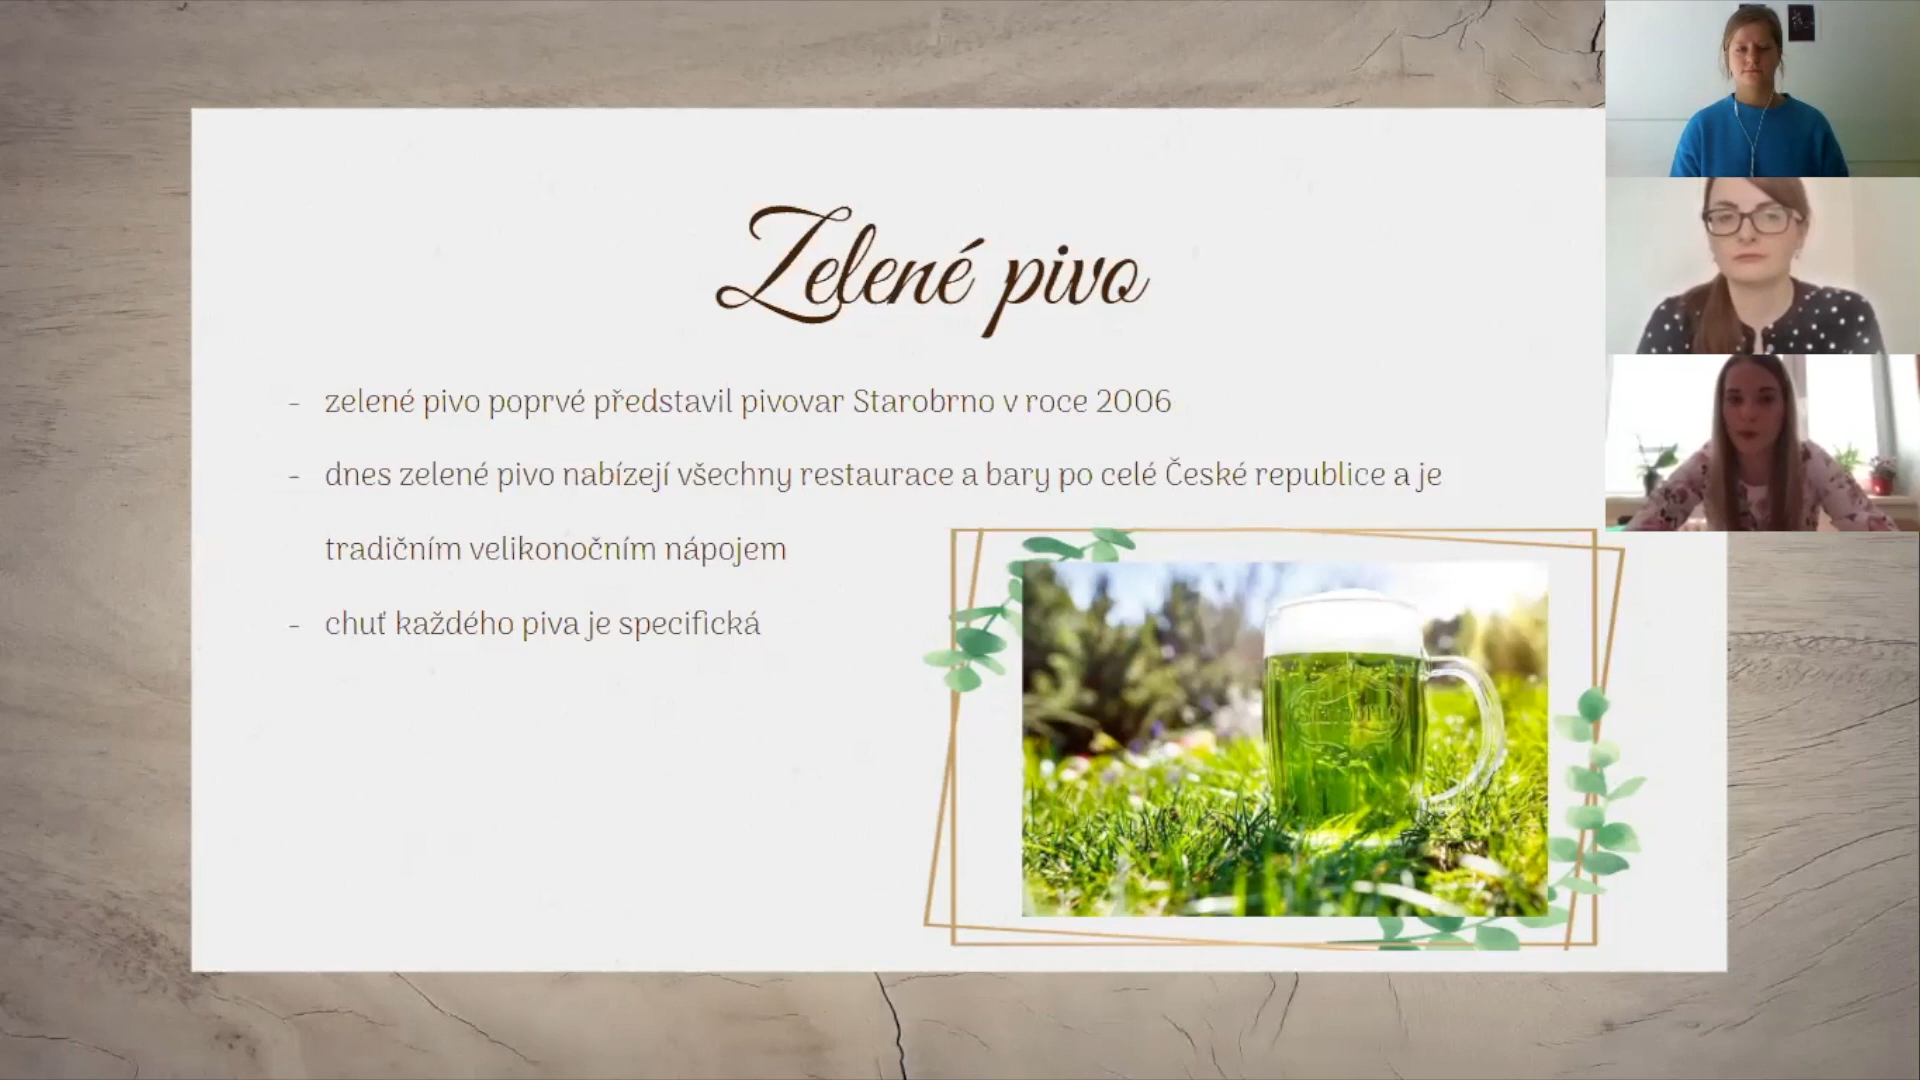 Zelené pivo
- zelené pivo poprvé představil pivovar Starobrno v roce 2006
- dnes zelené pivo nabízejí všechny restaurace a bary po celé České republice a je
tradičním velikonočním nápojem
- chuť každého piva je specifická